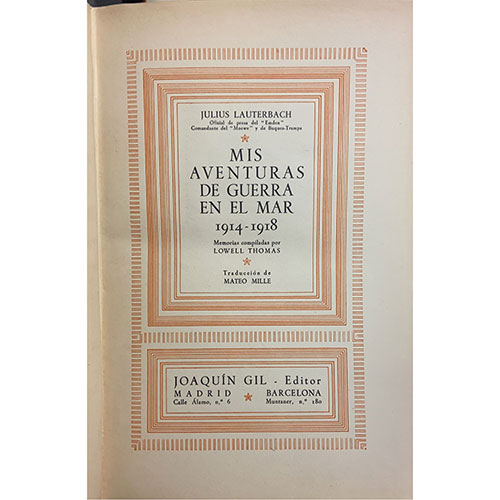 JULIUS LAUTERBACH
Oficial de presa del "Emden"
Comandante del "Moewe" y de Buques-Trampa
MIS
AVENTURAS
DE GUERRA
EN EL MAR
1914-1918
Memorias compiladas por
LOWELL THOMAS
Traducción de
MATEO MILLE
JOAQUÍN GIL - Editor
MADRID BARCELONA
Calle Álamo, n.º 6 Muntaner, n.º 180